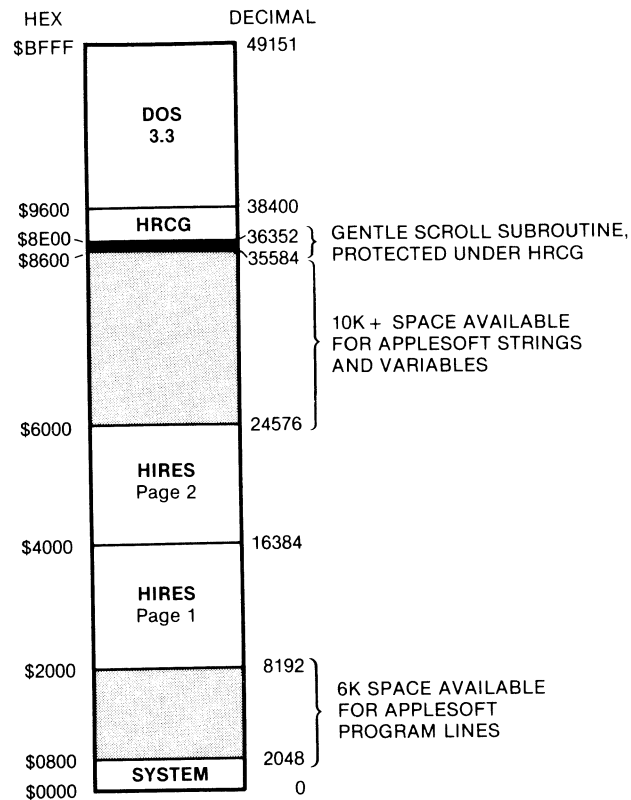 HEX DECIMAL
$BFFF 49151
DOS
3.3
$9600 38400
HRCG
$8E00 36352
$8600 35584
GENTLE SCROLL SUBROUTINE,
PROTECTED UNDER HRCG
10K + SPACE AVAILABLE
FOR APPLESOFT STRINGS
AND VARIABLES
$6000 24576
HIRES
Page 2
$4000 16384
HIRES
Page 1
$2000 8192
6K SPACE AVAILABLE
FOR APPLESOFT
PROGRAM LINES
$0800 2048
SYSTEM
$0000 0